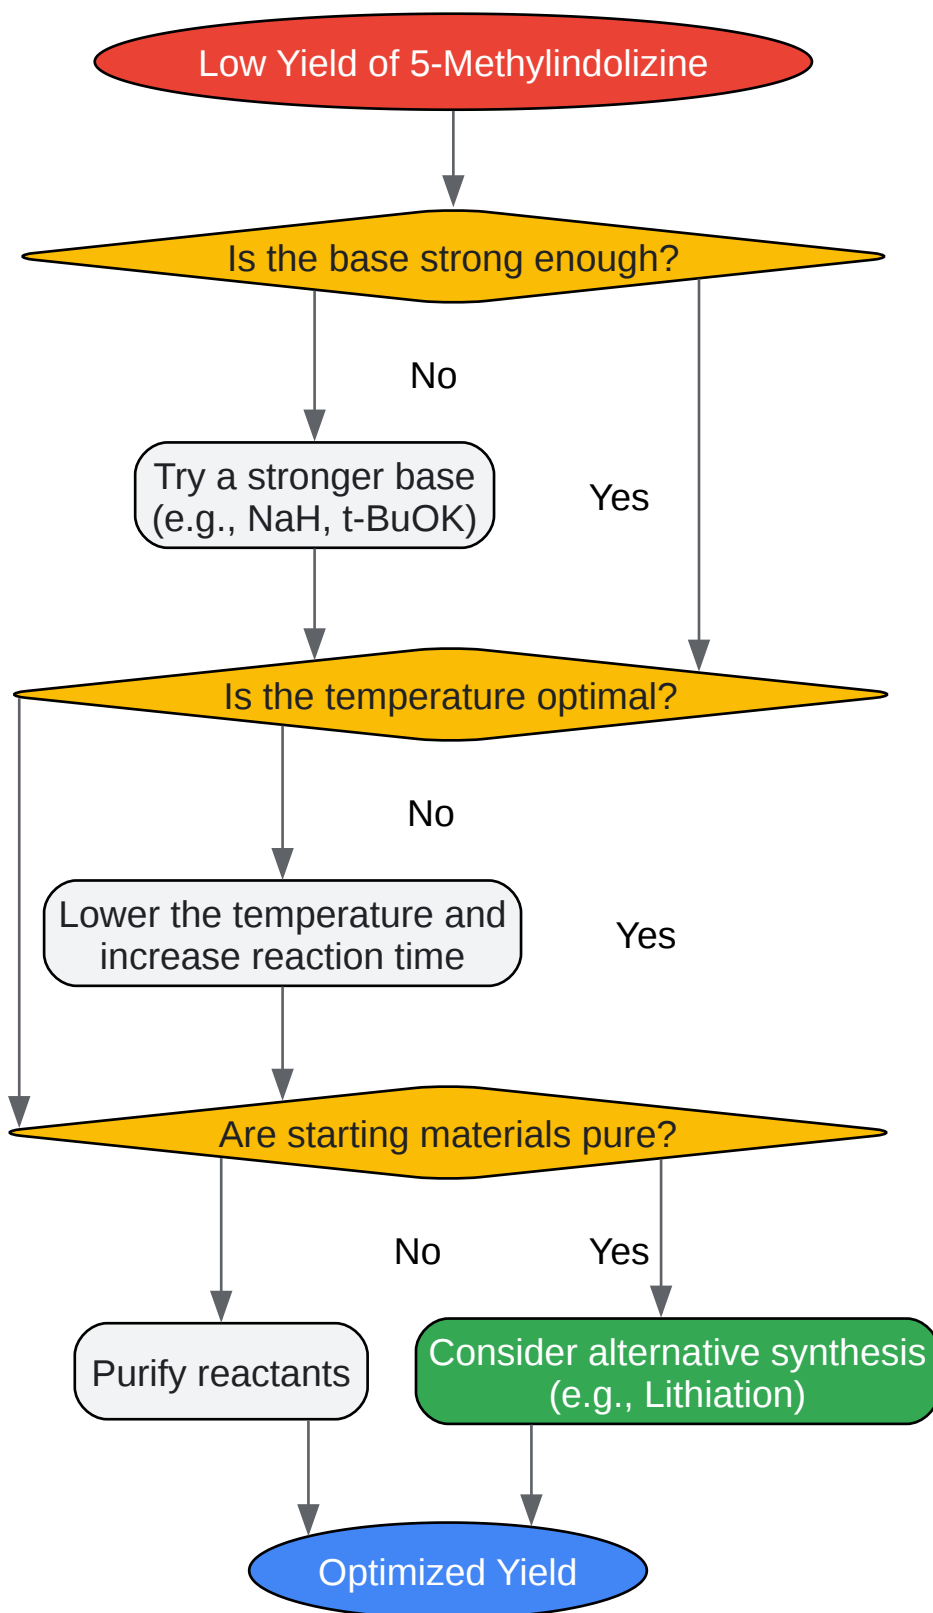 Low Yield of 5-Methylindolizine
Is the base strong enough?
No
Try a stronger base
(e.g., NaH, t-BuOK)
Yes
Is the temperature optimal?
No
Lower the temperature and
increase reaction time
Yes
Are starting materials pure?
No
Yes
Purify reactants
Consider alternative synthesis
(e.g., Lithiation)
Optimized Yield